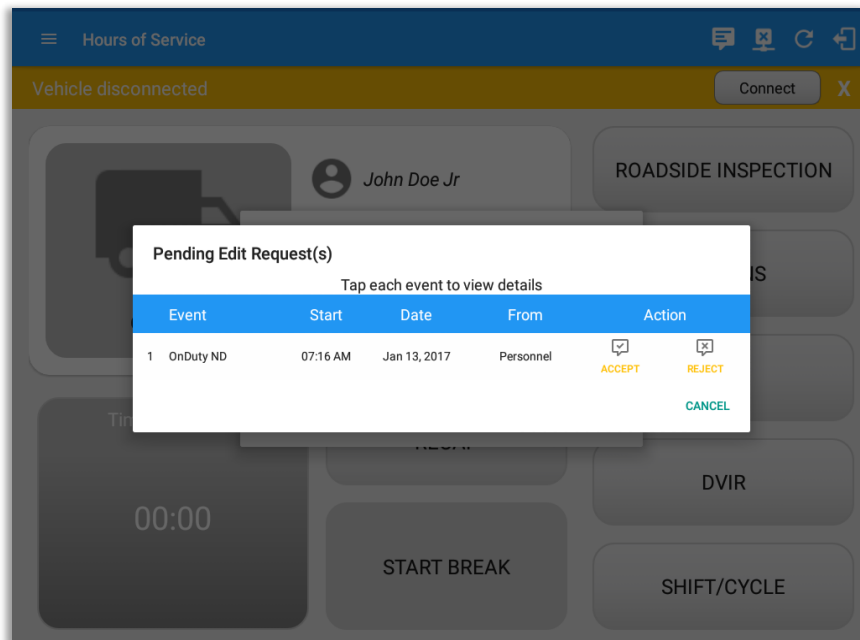 Hours of Service
Vehicle disconnected
Connect
X
John Doe Jr
ROADSIDE INSPECTION
Pending Edit Request(s)
Tap each event to view details
Event Start Date From Action
1 OnDuty ND 07:16 AM Jan 13, 2017 Personnel
ACCEPT REJECT
CANCEL
00:00
START BREAK
DVIR
SHIFT/CYCLE